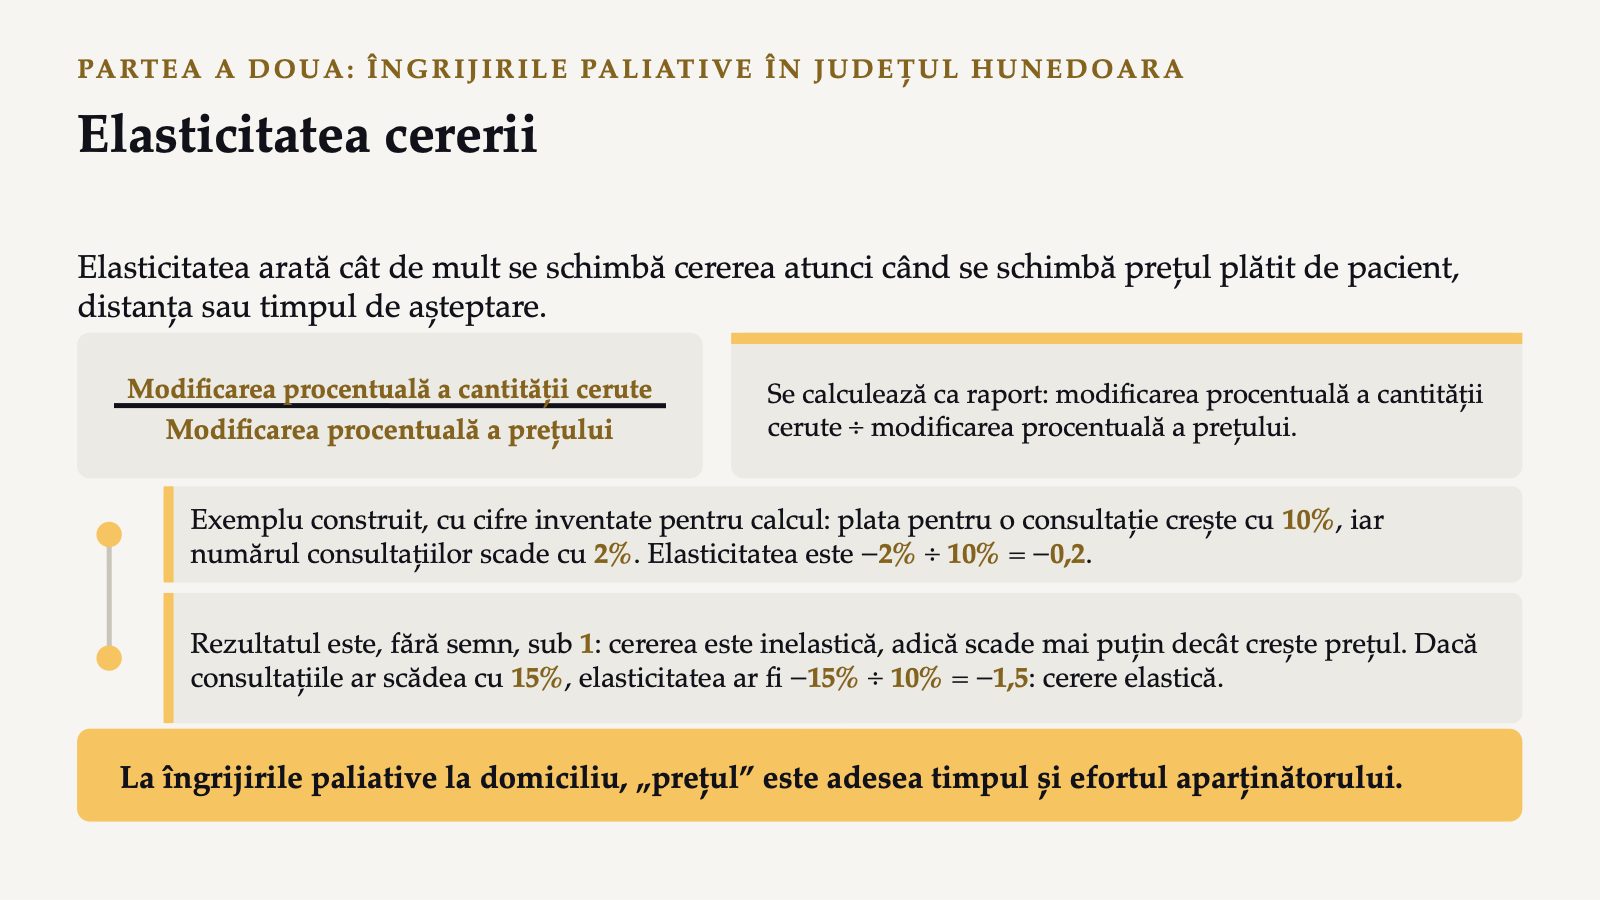 PARTEA A DOUA: ÎNGRIJIRILE PALIATIVE ÎN JUDEȚUL HUNEDOARA
Elasticitatea cererii
Elasticitatea arată cât de mult se schimbă cererea atunci când se schimbă prețul plătit de pacient,
distanța sau timpul de așteptare.
Modificarea procentuală a cantității cerute
Modificarea procentuală a prețului
Se calculează ca raport: modificarea procentuală a cantității
cerute ÷ modificarea procentuală a prețului.
Exemplu construit, cu cifre inventate pentru calcul: plata pentru o consultație crește cu 10%, iar
numărul consultațiilor scade cu 2%. Elasticitatea este −2% ÷ 10% = −0,2.
Rezultatul este, fără semn, sub 1: cererea este inelastică, adică scade mai puțin decât crește prețul. Dacă
consultațiile ar scădea cu 15%, elasticitatea ar fi −15% ÷ 10% = −1,5: cerere elastică.
La îngrijirile paliative la domiciliu, „prețul” este adesea timpul și efortul aparținătorului.